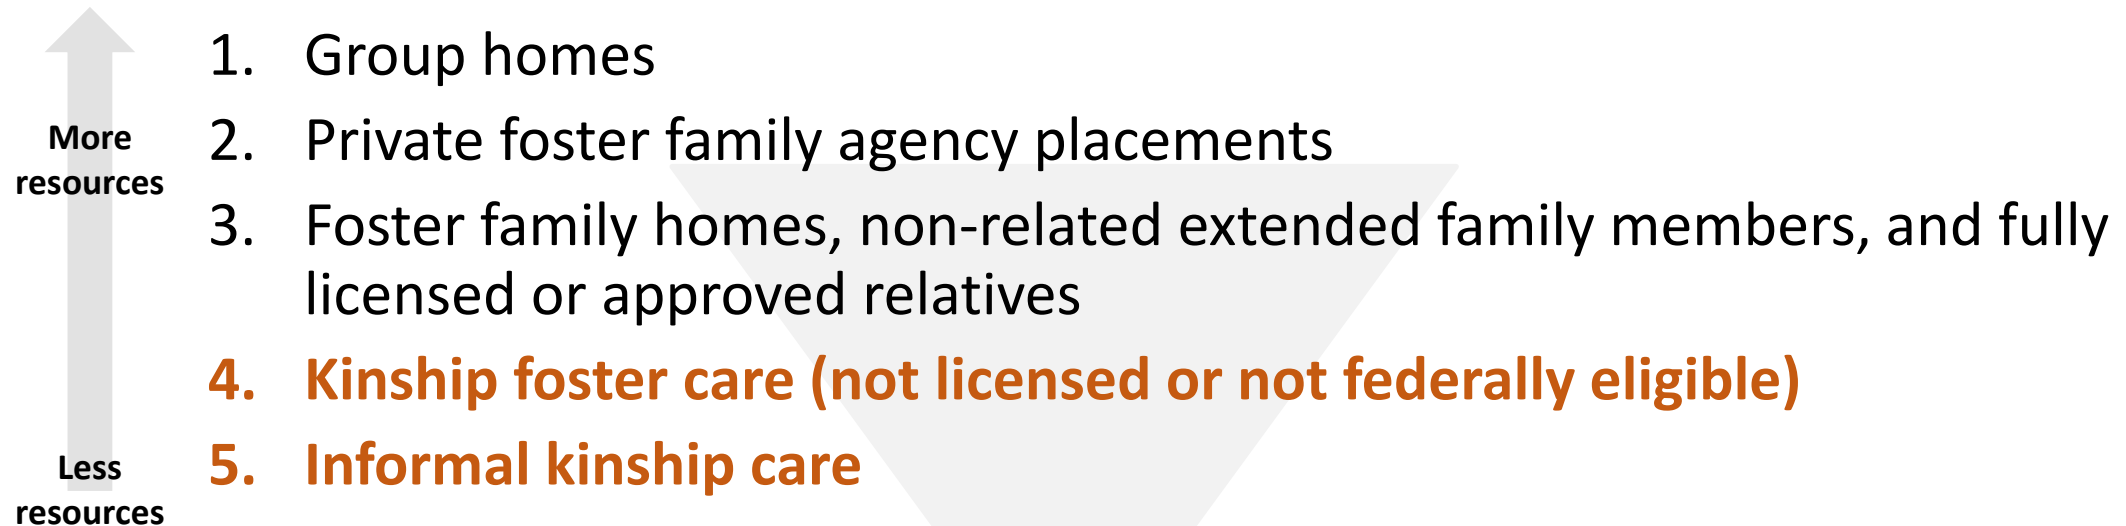 1. Group homes
More
resources
2. Private foster family agency placements
3. Foster family homes, non-related extended family members, and fully
licensed or approved relatives
4. Kinship foster care (not licensed or not federally eligible)
Less
resources
5. Informal kinship care